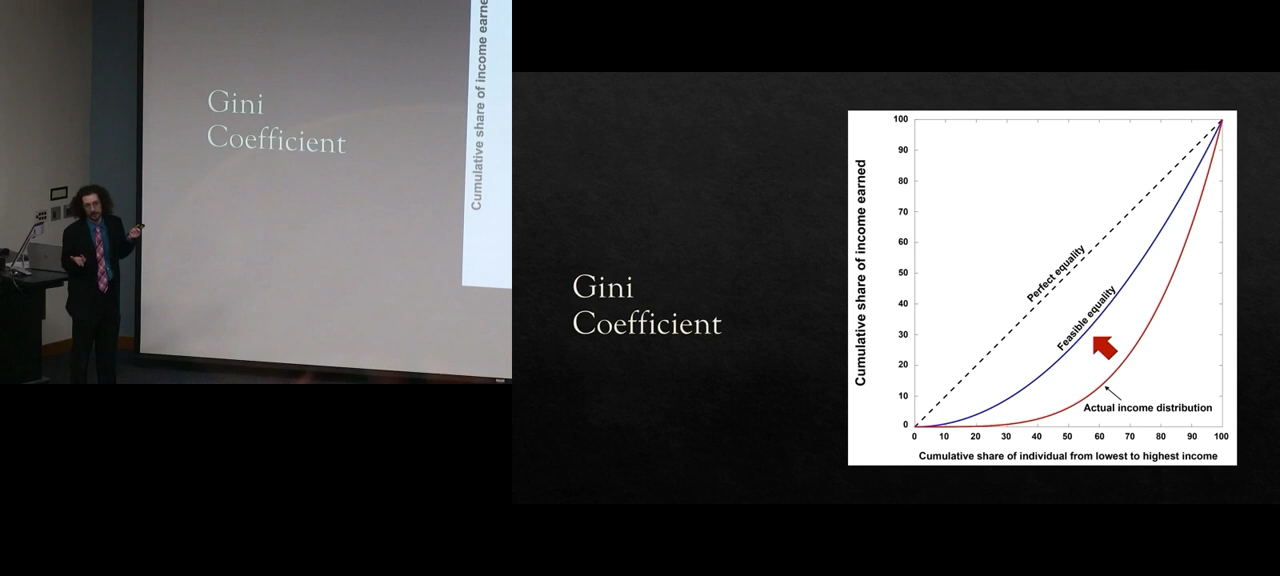 Gini
Coefficient
Cumulative share of income earne
Gini
Coefficient
Cumulative share of income earned
100
90
80
70
60
50
40
30
20
10
0
Perfect equality
Feasible equality
Actual income distribution
0 10 20 30 40 50 60 70 80 90 100
Cumulative share of individual from lowest to highest income